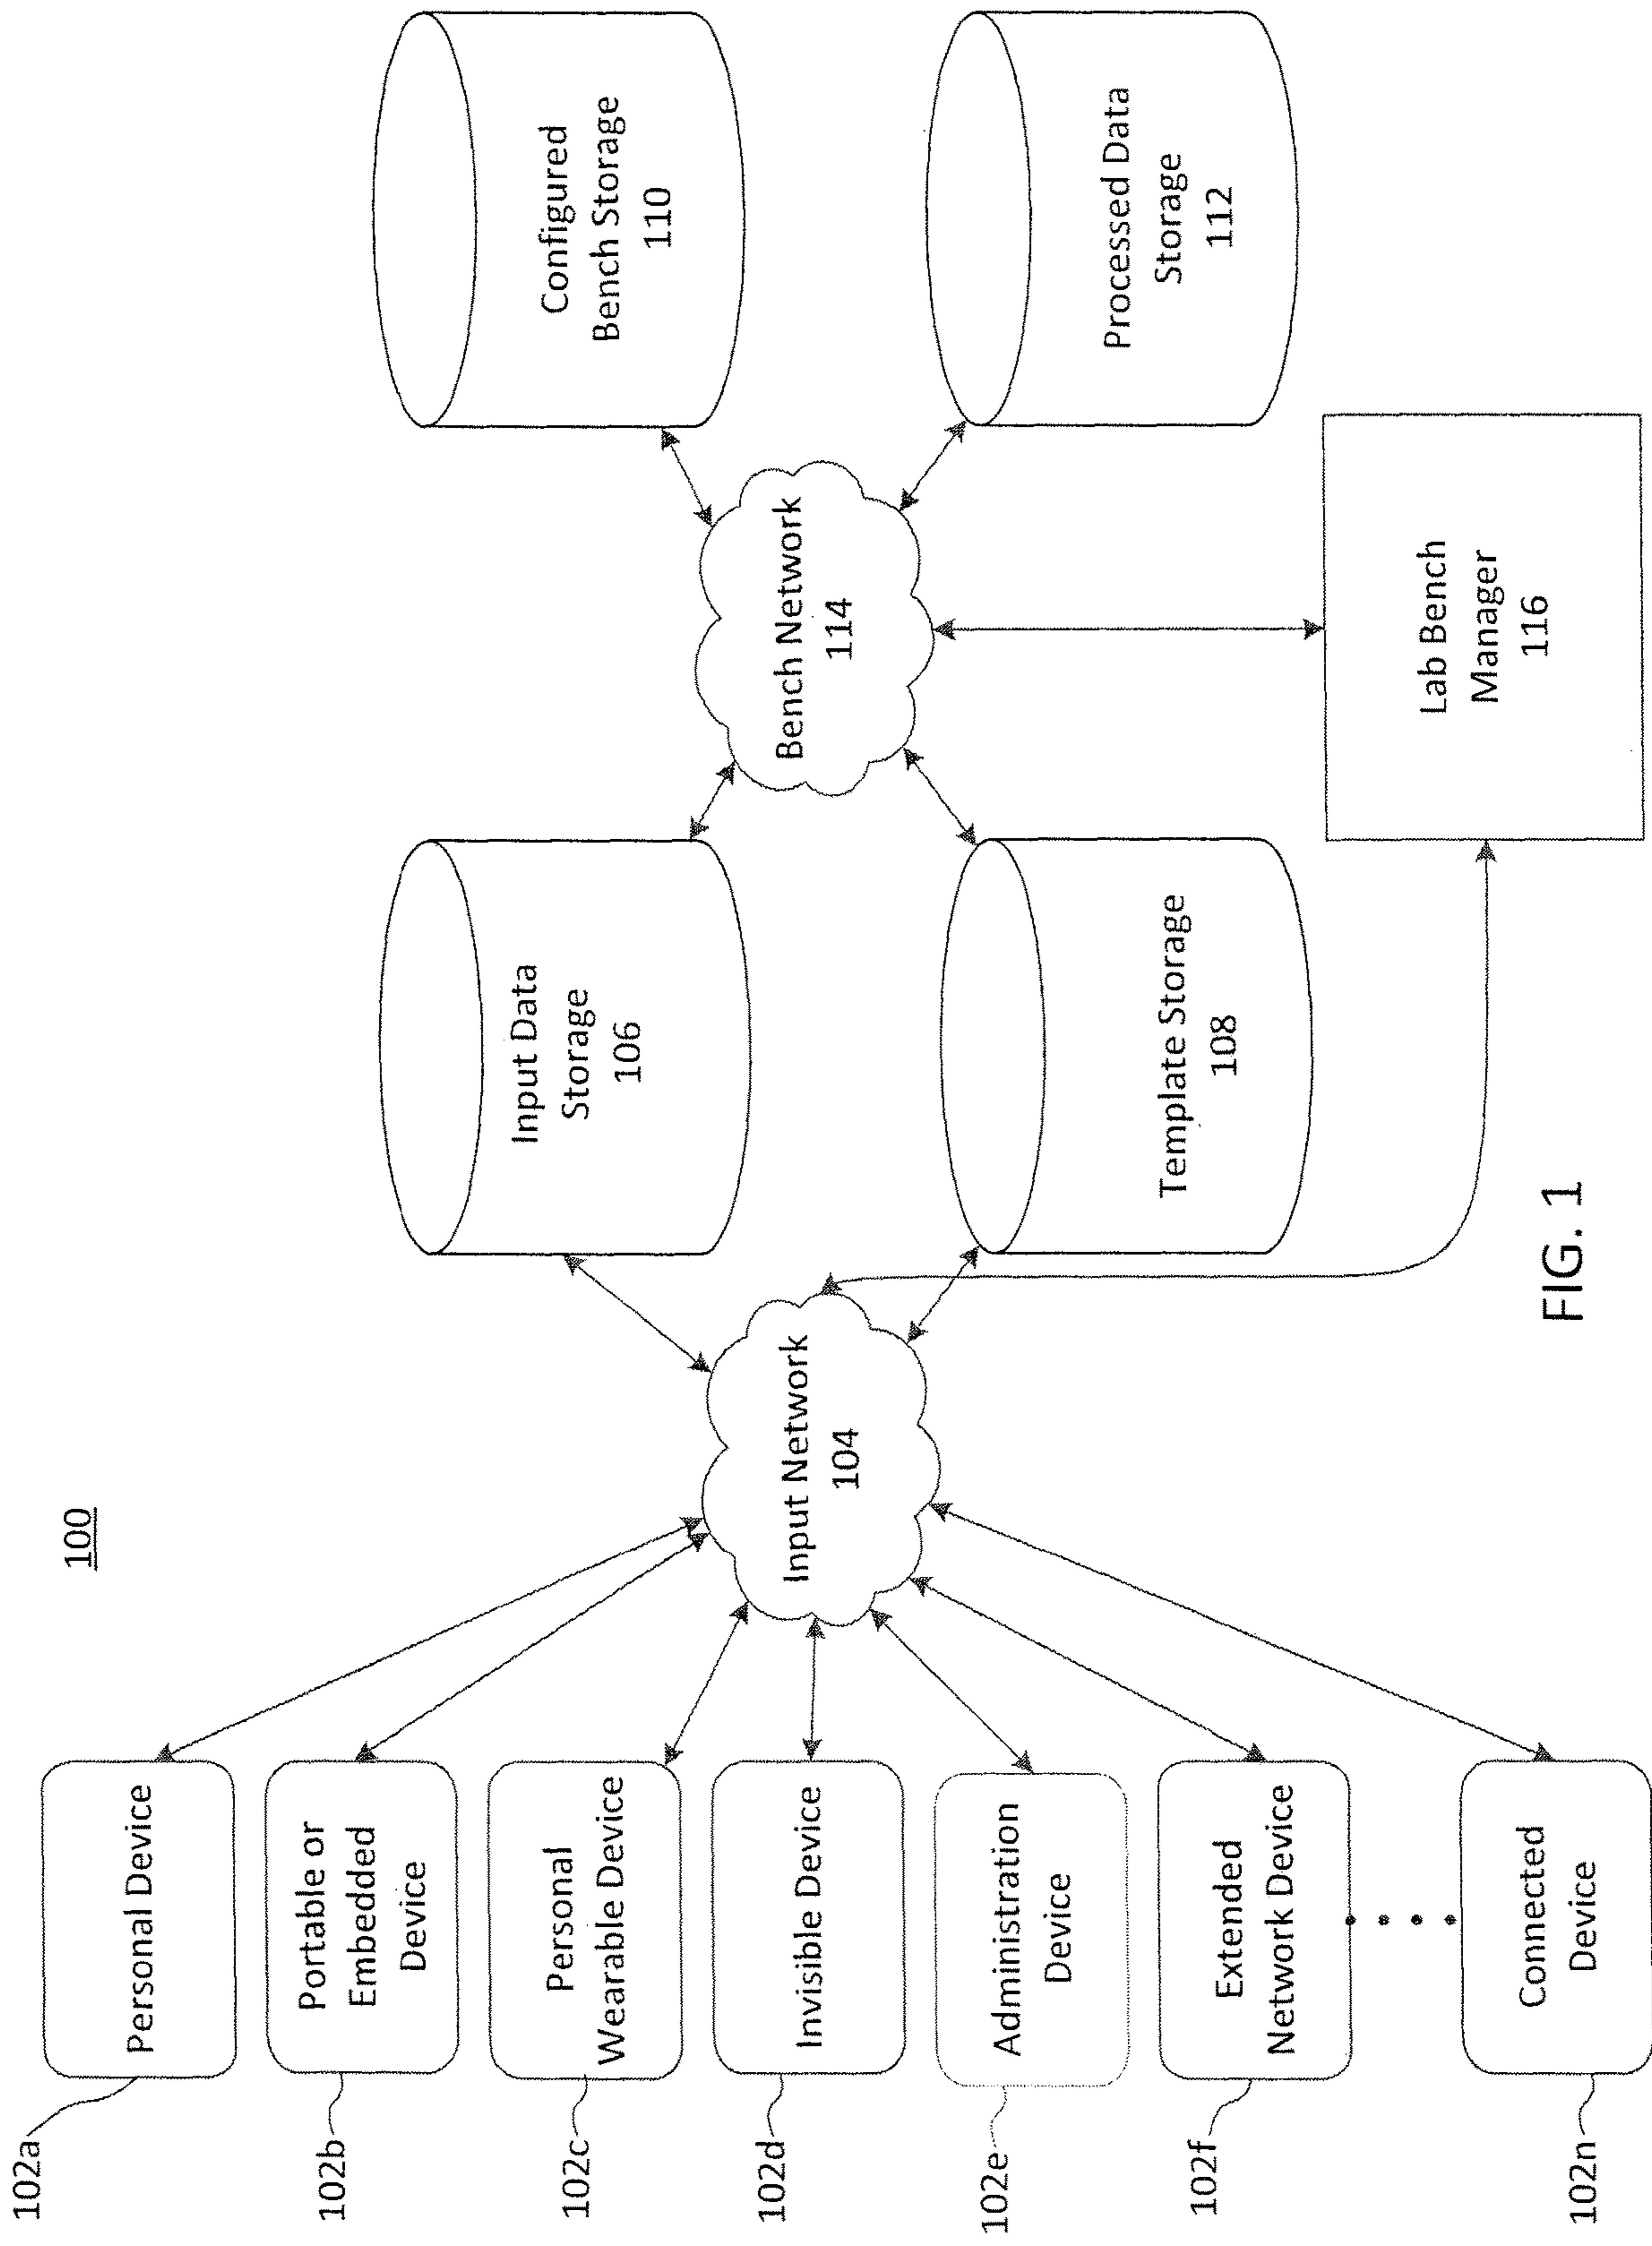 100
102a
Personal Device
102b
Portable or
Embedded
Device
102c
Personal
Wearable Device
102d
Invisible Device
102e
Administration
Device
102f
Extended
Network Device
102n
Connected
Device
Input Network
104
Input Data
Storage
106
Template Storage
108
Bench Network
114
Configured
Bench Storage
110
Processed Data
Storage
112
Lab Bench
Manager
116
FIG. 1